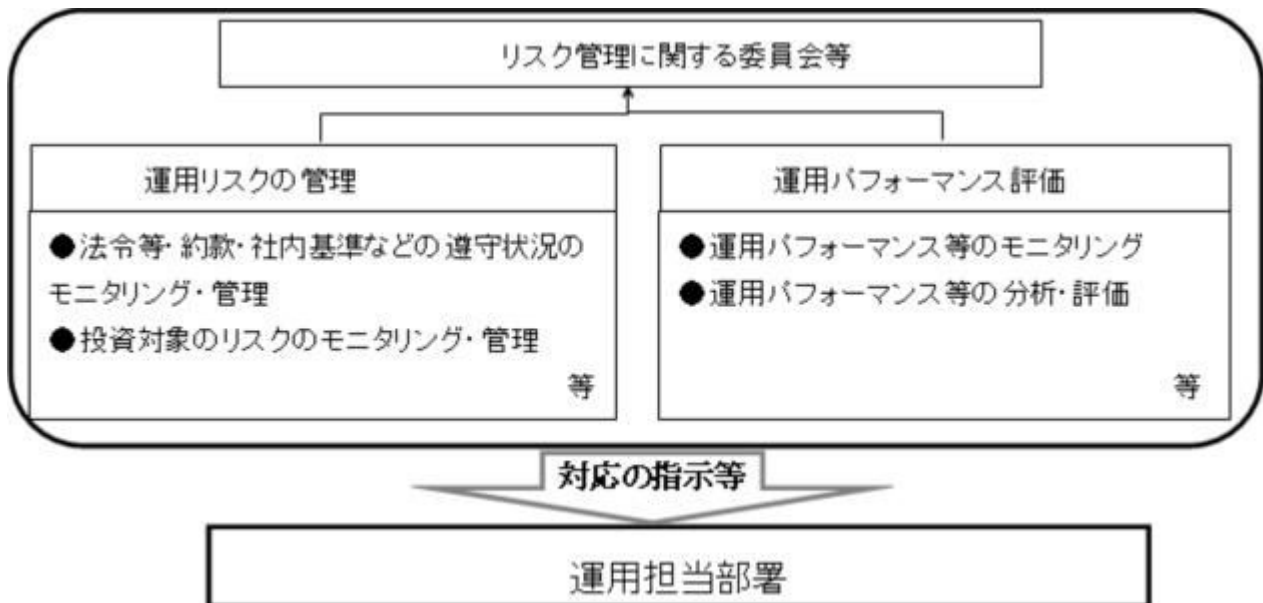 リスク管理に関する委員会等
運用リスクの管理
●法令等・約款・社内基準などの遵守状況の
モニタリング・管理
●投資対象のリスクのモニタリング・管理
等
運用パフォーマンス評価
●運用パフォーマンス等のモニタリング
●運用パフォーマンス等の分析・評価
等
対応の指示等
運用担当部署